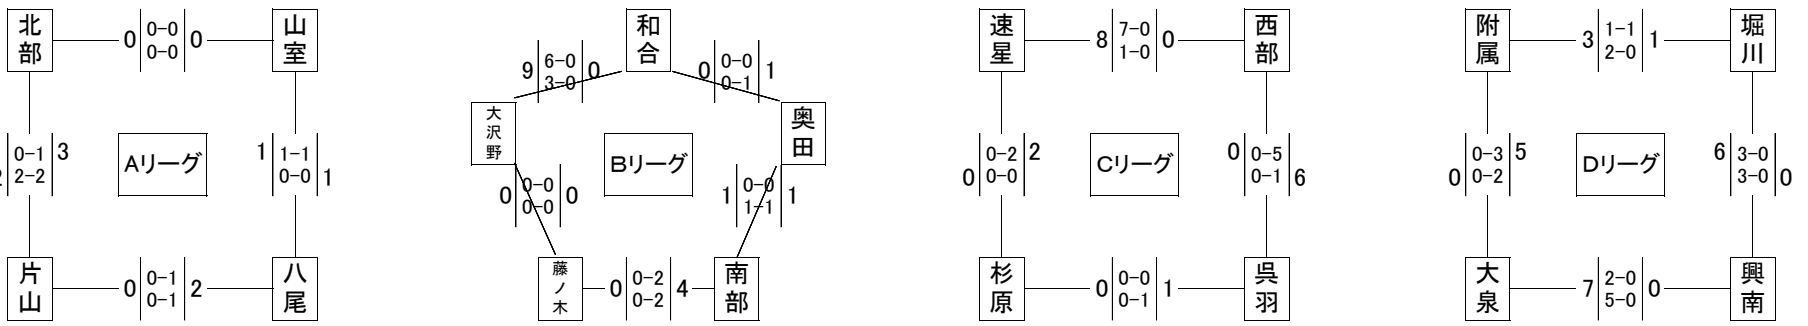 北部 0 0-0 0 山室
0-0
2 0-1 3
2-2
Aリーグ
1 1-1 1
0-0
片山 0 0-1 2 八尾
0-1
和合
9 6-0 0
3-0
0 0-0 1
0-1
大沢野
奥田
Bリーグ
0 0-0 0
0-0
1 0-0 1
1-1
藤ノ木 0 0-2 4 南部
0-2
速星 8 7-0 0 西部
1-0
0 0-2 2
0-0
Cリーグ
0 0-5 6
0-1
杉原 0 0-0 1 呉羽
0-1
附属 3 1-1 1 堀川
2-0
0 0-3 5
0-2
Dリーグ
6 3-0 0
3-0
大泉 7 2-0 0 興南
5-0